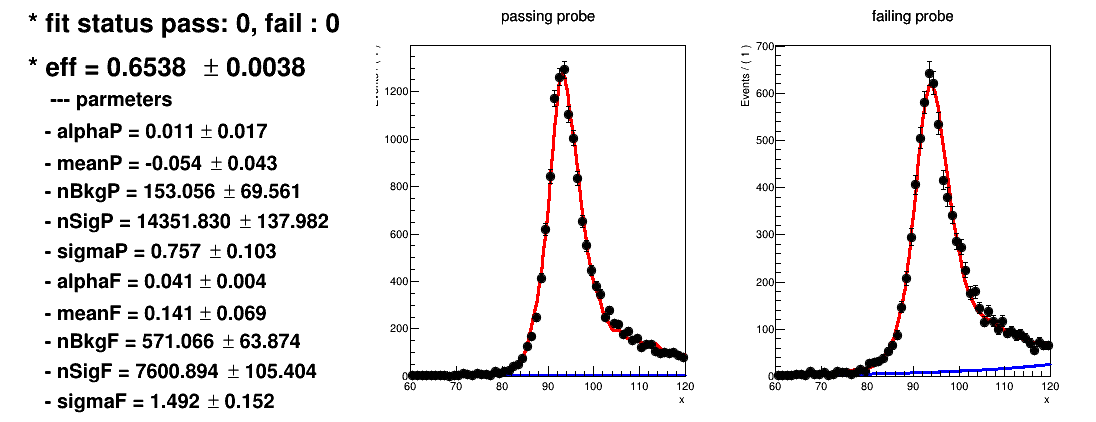 * fit status pass: 0, fail : 0
* eff = 0.6538 ± 0.0038
--- parmeters
- alphaP = 0.011 ± 0.017
- meanP = -0.054 ± 0.043
- nBkgP = 153.056 ± 69.561
- nSigP = 14351.830 ± 137.982
- sigmaP = 0.757 ± 0.103
- alphaF = 0.041 ± 0.004
- meanF = 0.141 ± 0.069
- nBkgF = 571.066 ± 63.874
- nSigF = 7600.894 ± 105.404
- sigmaF = 1.492 ± 0.152
passing probe
1200
1000
800
600
400
200
0
60 70 80 90 100 110 120
x
failing probe
Events / ( 1 )
700
600
500
400
300
200
100
0
60 70 80 90 100 110 120
x